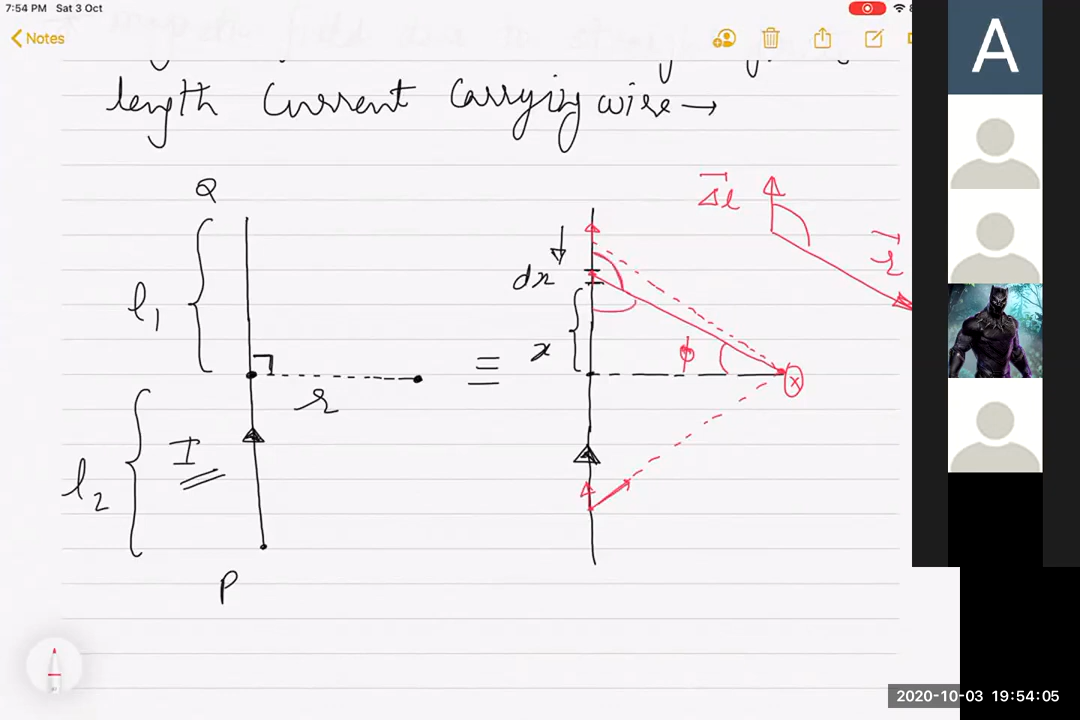 7:54 PM Sat 3 Oct
Notes
length Current Carrying wire →
Q
l1
r
I
l2
P
≡
dx
x
ϕ
x
Δl
r
A
2020-10-03 19:54:05